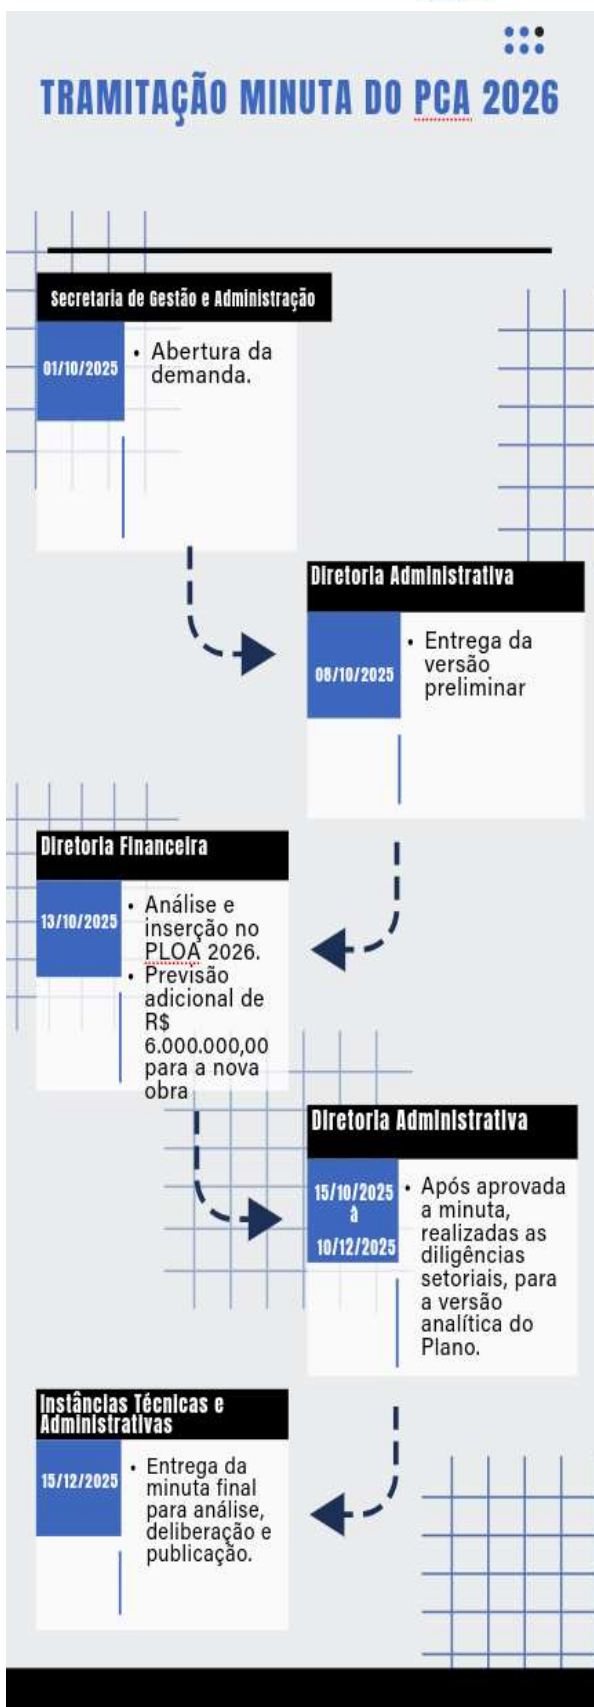 TRAMITAÇÃO MINUTA DO PCA 2026
Secretaria de Gestão e Administração
01/10/2025
• Abertura da
demanda.
Diretoria Administrativa
08/10/2025
• Entrega da
versão
preliminar
Diretoria Financeira
13/10/2025
• Análise e
inserção no
PLOA 2026.
• Previsão
adicional de
R$
6.000.000,00
para a nova
obra
Diretoria Administrativa
15/10/2025
à
10/12/2025
• Após aprovada
a minuta,
realizadas as
diligências
setoriais, para
a versão
analítica do
Plano.
Instâncias Técnicas e
Administrativas
15/12/2025
• Entrega da
minuta final
para análise,
deliberação e
publicação.